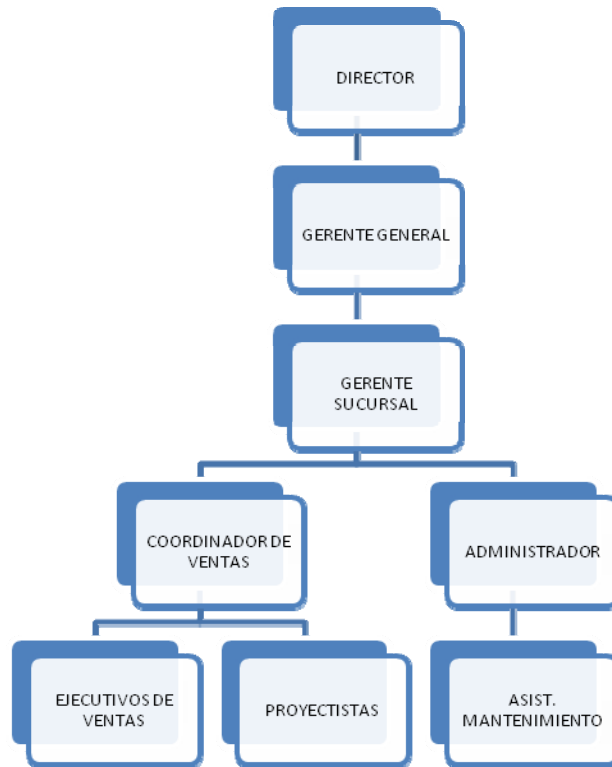 DIRECTOR
GERENTE GENERAL
GERENTE
SUCURSAL
COORDINADOR DE
VENTAS
ADMINISTRADOR
EJECUTIVOS DE
VENTAS
PROYECTISTAS
ASIST.
MANTENIMIENTO